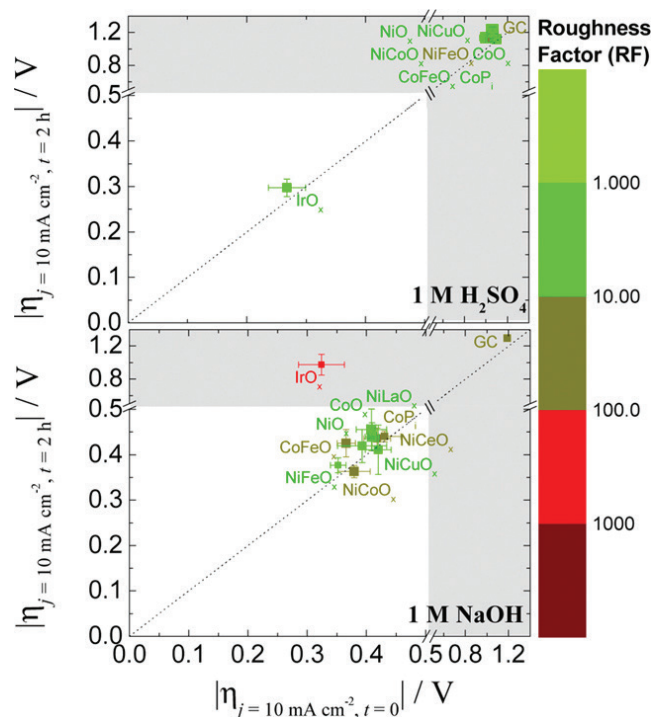 |η j = 10 mA cm⁻², t = 2 h| / V
1.2
0.8
0.5
0.4
0.3
0.2
0.1
0.0
NiOₓ NiCuOₓ GC
NiCoOₓ NiFeOₓ CoOₓ
CoFeOₓ CoP
i
IrOₓ
1 M H₂SO₄
|η j = 10 mA cm⁻², t = 2 h| / V
1.2
0.8
0.5
0.4
0.3
0.2
0.1
0.0
GC
IrOₓ
NiLaOₓ
CoOₓ
NiOₓ CoP
CoFeOₓ NiCeOₓ
NiFeOₓ NiCuOₓ
NiCoOₓ
1 M NaOH
0.0 0.1 0.2 0.3 0.4 0.5 0.8 1.2
|η j = 10 mA cm⁻², t = 0| / V
Roughness
Factor (RF)
1.000
10.00
100.0
1000